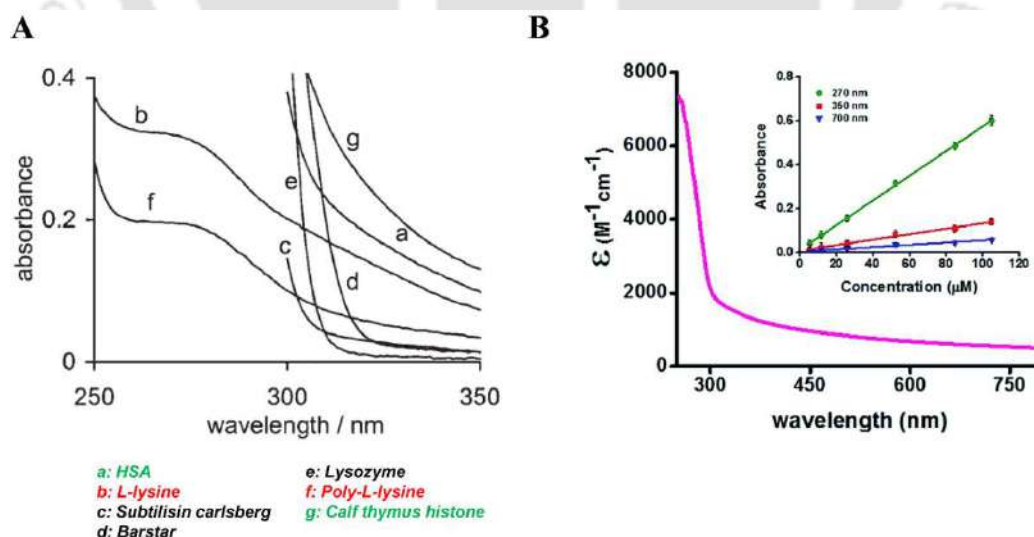 A
B
0.4
0.2
0
absorbance
b
f
g
e
a
c
d
250
300
350
wavelength / nm
8000
6000
4000
2000
0
ε (M⁻¹cm⁻¹)
300
450
600
750
wavelength (nm)
0.8
0.6
0.4
0.2
0.0
Absorbance
270 nm
350 nm
700 nm
0 20 40 60 80 100 120
Concentration (μM)
a: HSA
b: L-lysine
c: Subtilisin carlsberg
d: Barstar
e: Lysozyme
f: Poly-L-lysine
g: Calf thymus histone